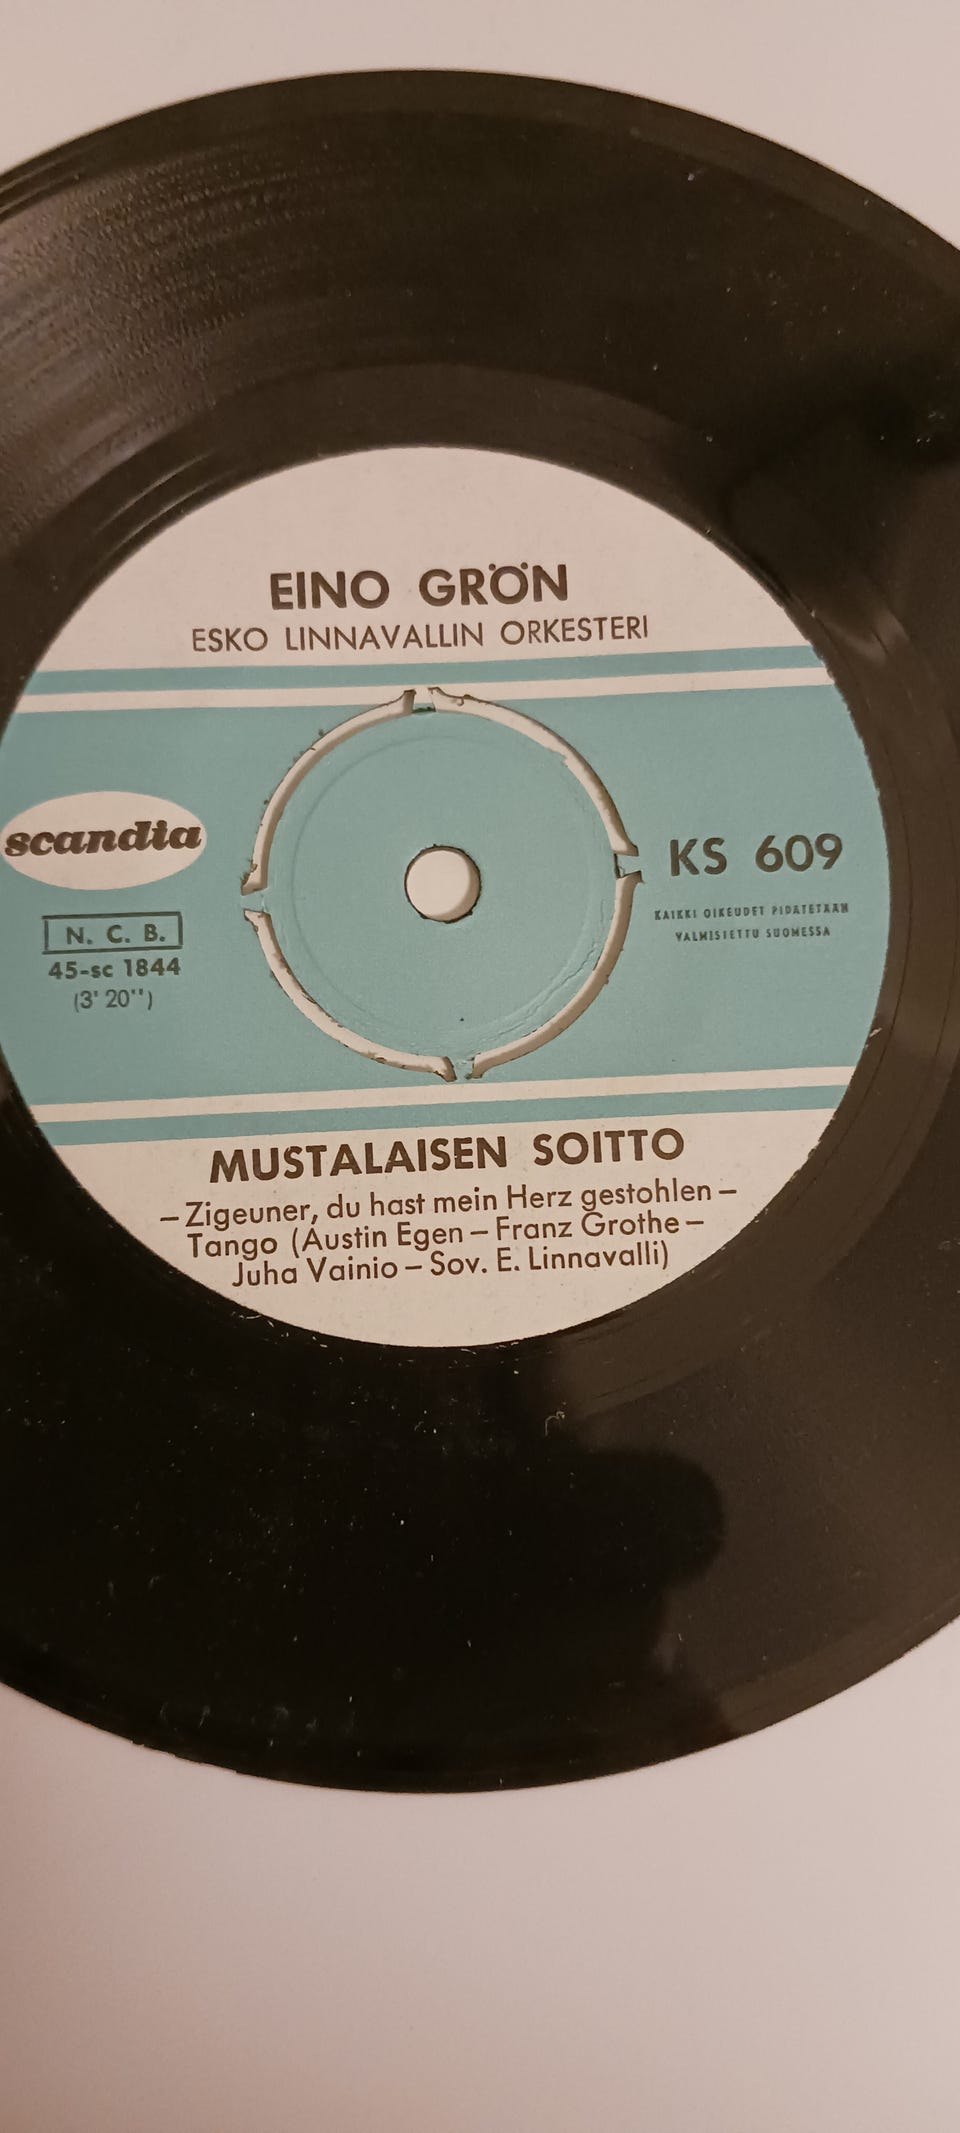 EINO GRÖN
ESKO LINNAVALLIN ORKESTERI
scandia
N. C. B.
45-sc 1844
(3' 20'')
KS 609
KAIKKI OIKEUDET PIDÄTETÄÄN
VALMISTETTU SUOMESSA
MUSTALAISEN SOITTO
– Zigeuner, du hast mein Herz gestohlen –
Tango (Austin Egen – Franz Grothe –
Juha Vainio – Sov. E. Linnavalli)